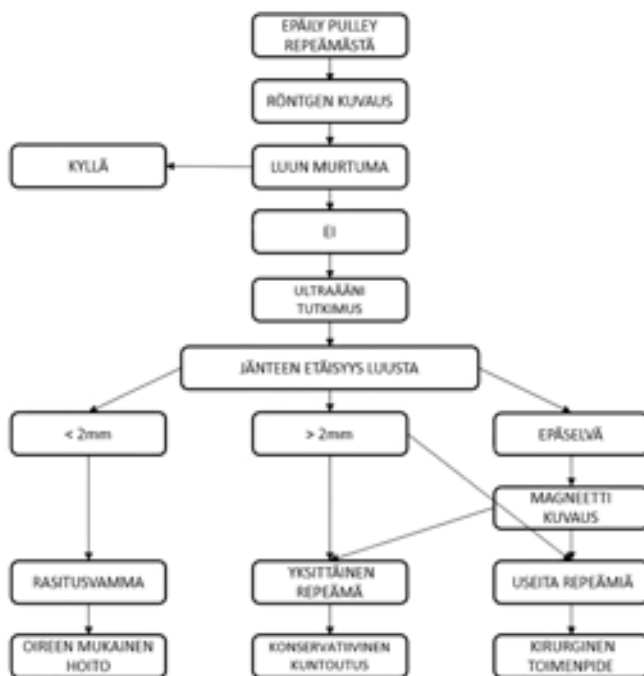 EPÄILY PULLEY
REPEÄMÄSTÄ
RÖNTGEN KUVAUS
KYLLÄ
LUUN MURTUMA
EI
ULTRAÄÄNI
TUTKIMUS
JÄNTEEN ETÄISYYS LUUSTA
< 2mm
> 2mm
EPÄSELVÄ
MAGNEETTI
KUVAUS
RASITUSVAMMA
YKSITTÄINEN
REPEÄMÄ
USEITA REPEÄMIÄ
OIREEN MUKAINEN
HOITO
KONSERVATIIVINEN
KUNTOUTUS
KIRURGINEN
TOIMENPIDE